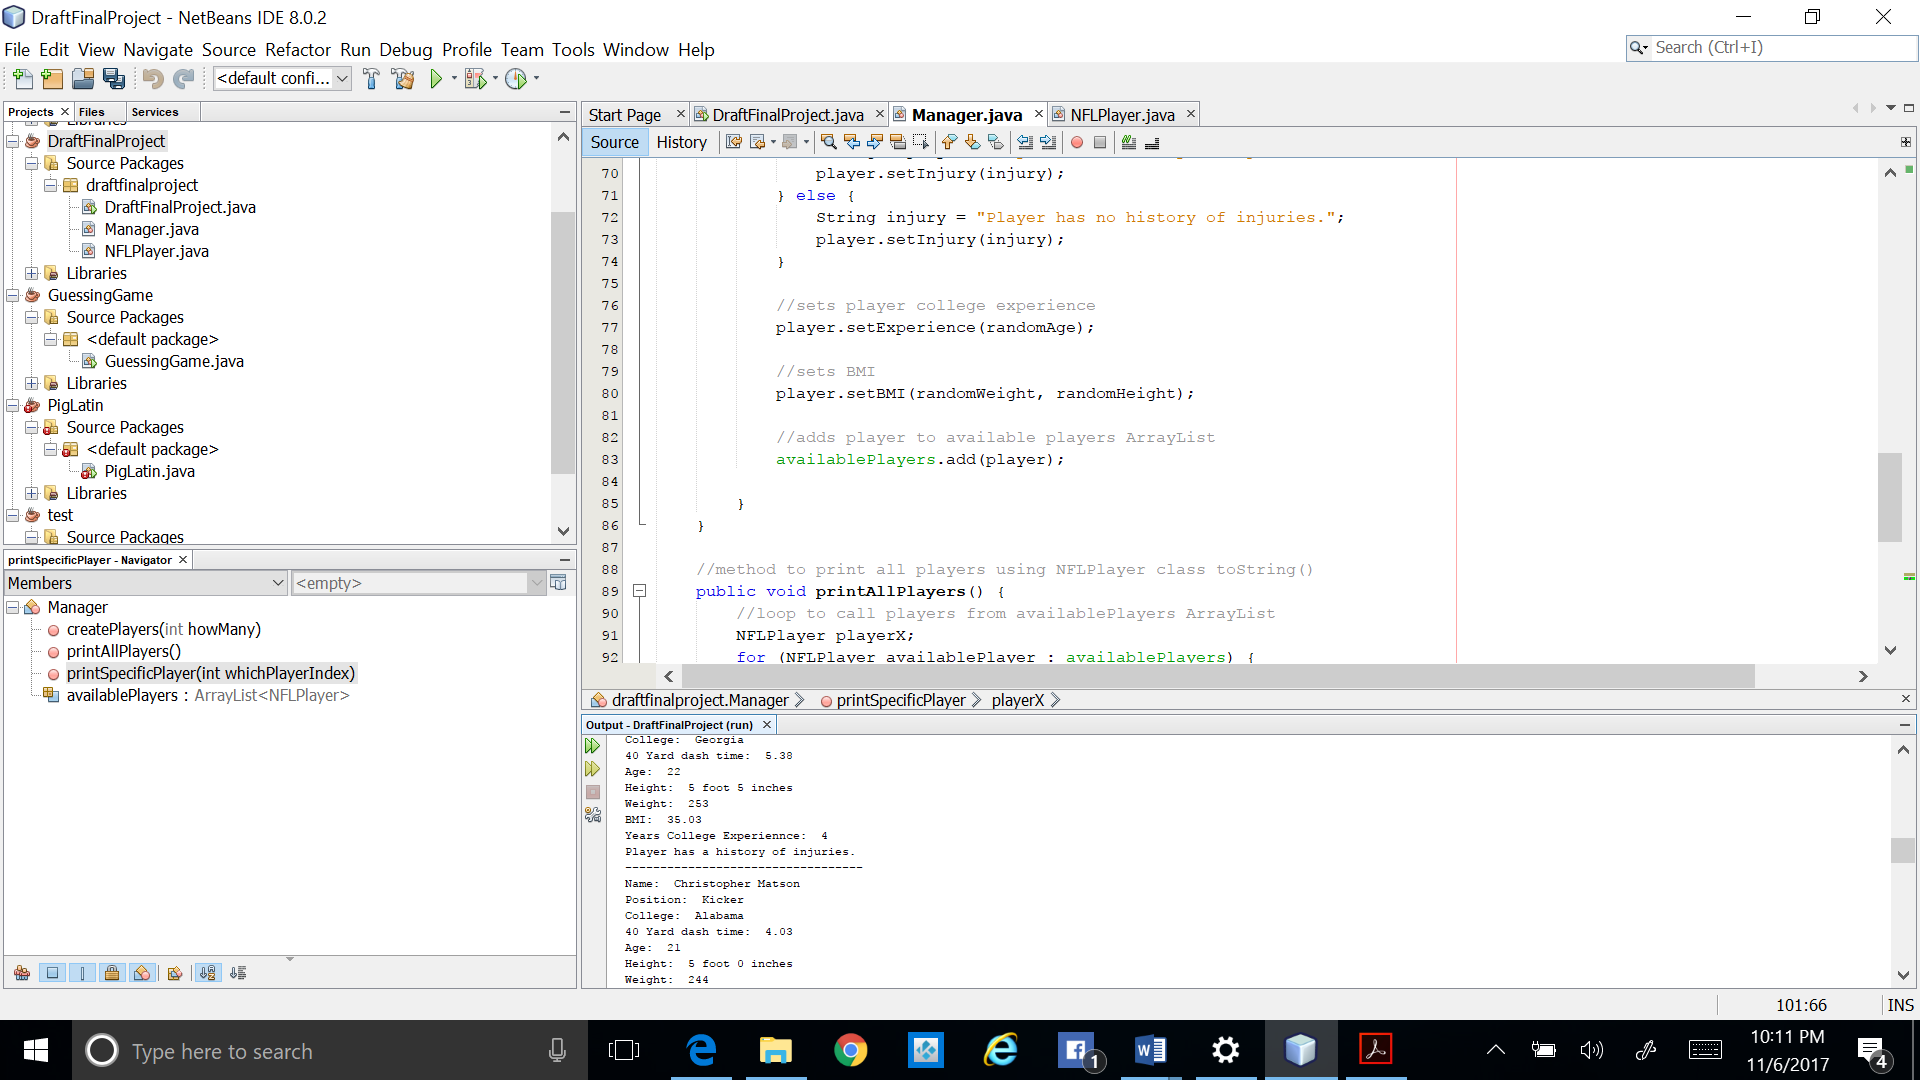 DraftFinalProject - NetBeans IDE 8.0.2
File Edit View Navigate Source Refactor Run Debug Profile Team Tools Window Help
Search (Ctrl+I)
<default confi...
Projects Files Services
Libraries
DraftFinalProject
Source Packages
draftfinalproject
DraftFinalProject.java
Manager.java
NFLPlayer.java
Libraries
GuessingGame
Source Packages
<default package>
GuessingGame.java
Libraries
PigLatin
Source Packages
<default package>
PigLatin.java
Libraries
test
Source Packages
printSpecificPlayer - Navigator
Members <empty>
Manager
createPlayers(int howMany)
printAllPlayers()
printSpecificPlayer(int whichPlayerIndex)
availablePlayers : ArrayList<NFLPlayer>
Start Page DraftFinalProject.java Manager.java NFLPlayer.java
Source History
70 player.setInjury(injury);
71 } else {
72 String injury = "Player has no history of injuries.";
73 player.setInjury(injury);
74 }
75
76 //sets player college experience
77 player.setExperience(randomAge);
78
79 //sets BMI
80 player.setBMI(randomWeight, randomHeight);
81
82 //adds player to available players ArrayList
83 availablePlayers.add(player);
84
85 }
86 }
87
88 //method to print all players using NFLPlayer class toString()
89 public void printAllPlayers() {
90 //loop to call players from availablePlayers ArrayList
91 NFLPlayer playerX;
92 for (NFLPlayer availablePlayer : availablePlayers) {
draftfinalproject.Manager printSpecificPlayer playerX
Output - DraftFinalProject (run)
College: Georgia
40 Yard dash time: 5.38
Age: 22
Height: 5 foot 5 inches
Weight: 253
BMI: 35.03
Years College Experiennce: 4
Player has a history of injuries.
----------------------------------
Name: Christopher Matson
Position: Kicker
College: Alabama
40 Yard dash time: 4.03
Age: 21
Height: 5 foot 0 inches
Weight: 244
101:66 INS
Type here to search
1
10:11 PM
11/6/2017
4